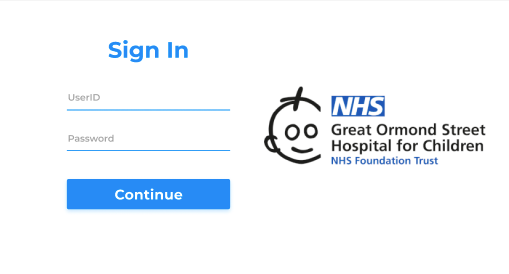 Sign In
UserID
Password
Continue
NHS
Great Ormond Street
Hospital for Children
NHS Foundation Trust